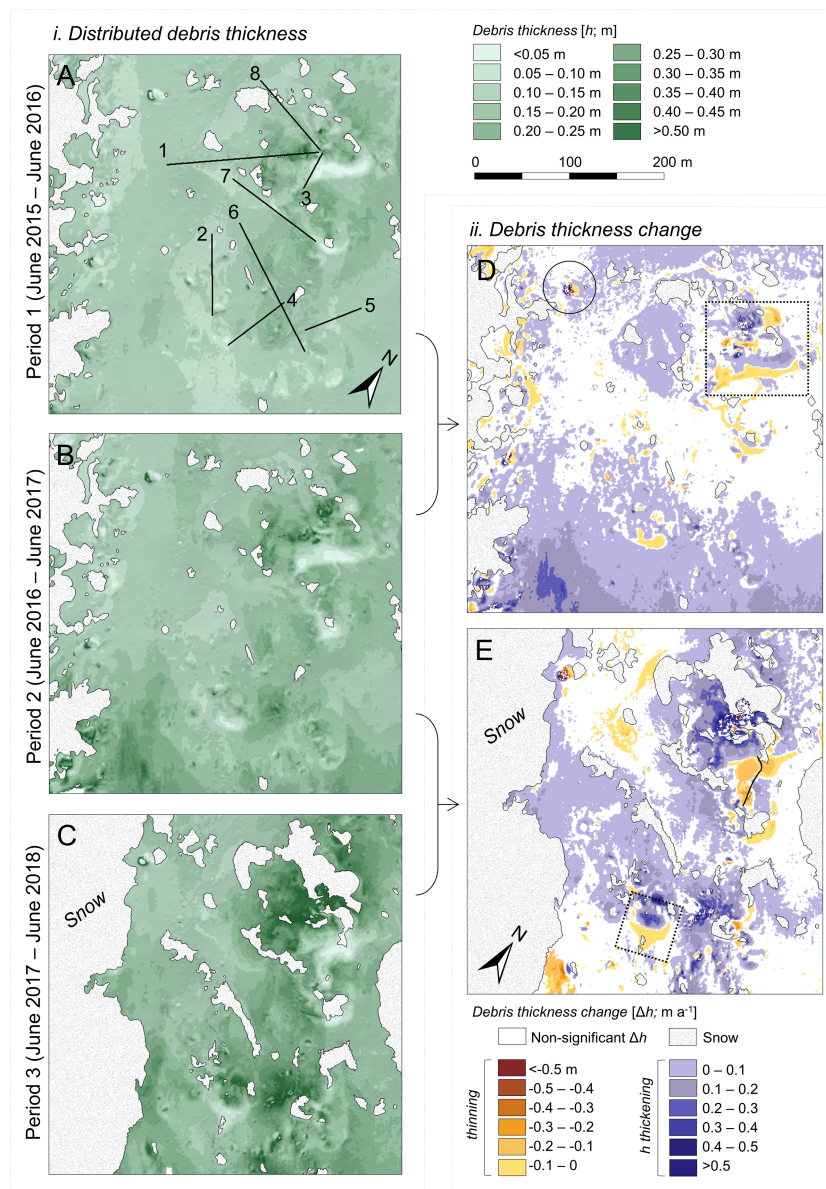 i. Distributed debris thickness
Debris thickness [h; m]
<0.05 m
0.05 – 0.10 m
0.10 – 0.15 m
0.15 – 0.20 m
0.20 – 0.25 m
0.25 – 0.30 m
0.30 – 0.35 m
0.35 – 0.40 m
0.40 – 0.45 m
>0.50 m
0 100 200 m
Period 1 (June 2015 – June 2016)
A
8
1
7
3
6
2
4
5
N
Period 2 (June 2016 – June 2017)
B
Period 3 (June 2017 – June 2018)
C
Snow
ii. Debris thickness change
D
E
Snow
N
Debris thickness change [Δh; m a⁻¹]
Non-significant Δh
Snow
thinning
<-0.5 m
-0.5 – -0.4
-0.4 – -0.3
-0.3 – -0.2
-0.2 – -0.1
-0.1 – 0
h thickening
0 – 0.1
0.1 – 0.2
0.2 – 0.3
0.3 – 0.4
0.4 – 0.5
>0.5